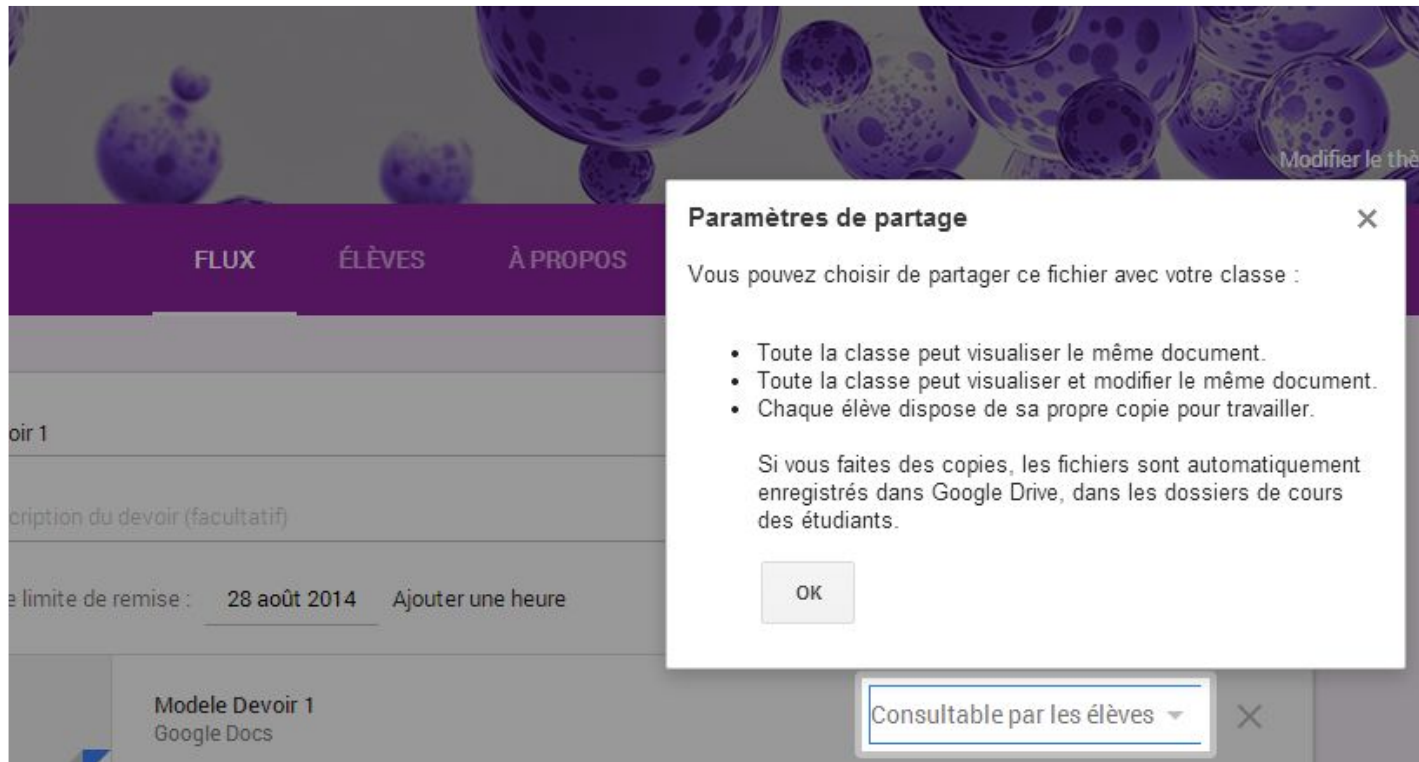 Modifier le thè
Paramètres de partage
FLUX ÉLÈVES À PROPOS
Vous pouvez choisir de partager ce fichier avec votre classe :
• Toute la classe peut visualiser le même document.
• Toute la classe peut visualiser et modifier le même document.
• Chaque élève dispose de sa propre copie pour travailler.
oir 1
Si vous faites des copies, les fichiers sont automatiquement
enregistrés dans Google Drive, dans les dossiers de cours
des étudiants.
cription du devoir (facultatif)
OK
e limite de remise : 28 août 2014 Ajouter une heure
Modele Devoir 1
Google Docs
Consultable par les élèves